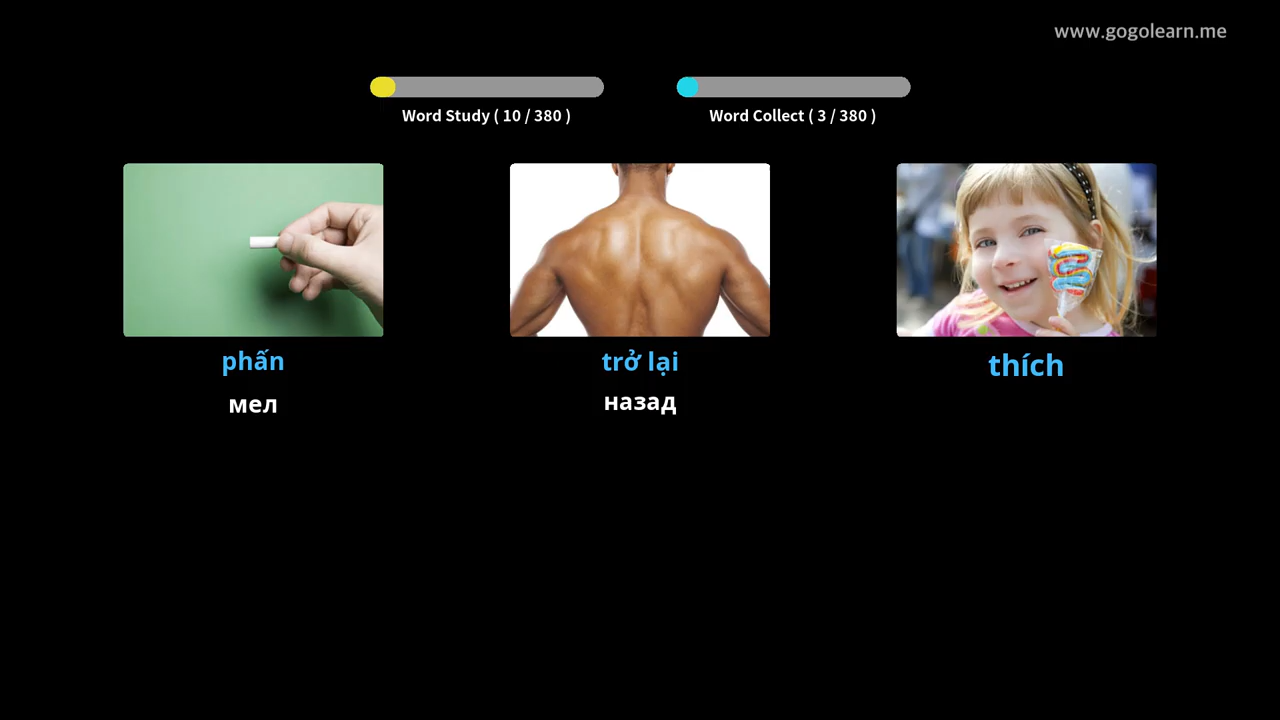 www.gogolearn.me
Word Study ( 10 / 380 )
Word Collect ( 3 / 380 )
phấn
trở lại
thích
мел
назад